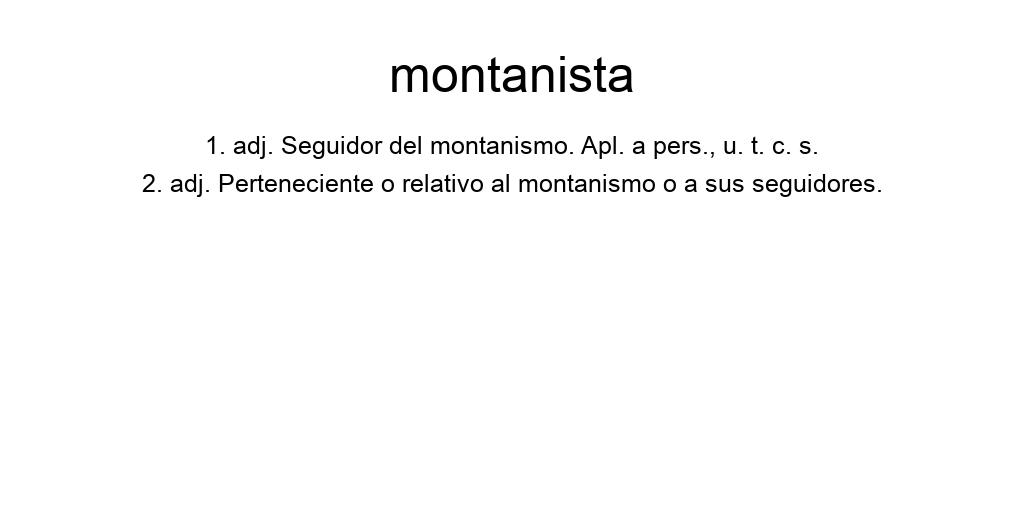 montanista
1. adj. Seguidor del montanismo. Apl. a pers., u. t. c. s.
2. adj. Perteneciente o relativo al montanismo o a sus seguidores.